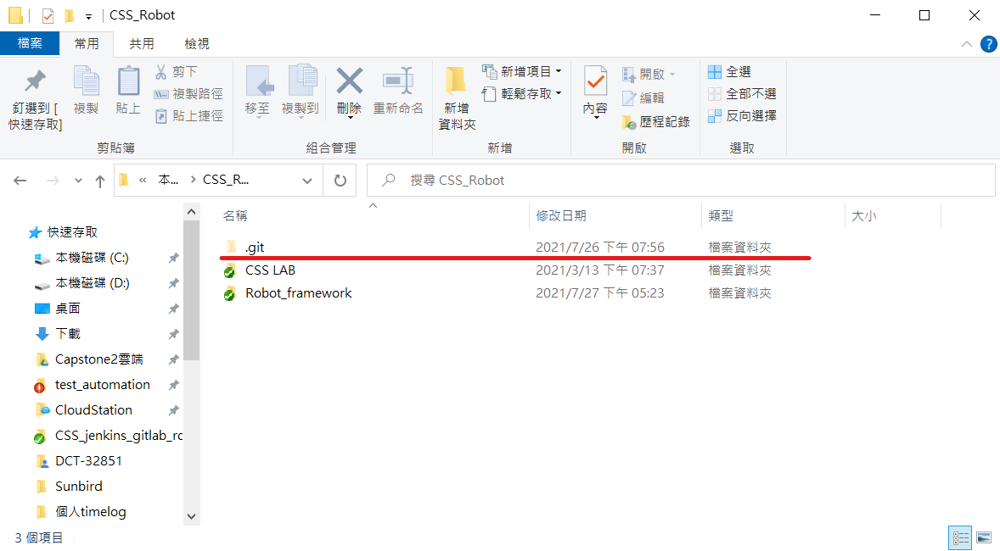 CSS_Robot
檔案
常用
共用
檢視
釘選到 [
快速存取]
複製
貼上
剪下
複製路徑
貼上捷徑
剪貼簿
移至
複製到
刪除
重新命名
組合管理
新增
資料夾
新增項目
輕鬆存取
新增
內容
開啟
編輯
歷程記錄
開啟
全選
全部不選
反向選擇
選取
« 本... > CSS_R...
搜尋 CSS_Robot
名稱
修改日期
類型
大小
.git 2021/7/26 下午 07:56 檔案資料夾
CSS LAB 2021/3/13 下午 07:37 檔案資料夾
Robot_framework 2021/7/27 下午 05:23 檔案資料夾
快速存取
本機磁碟 (C:)
本機磁碟 (D:)
桌面
下載
Capstone2雲端
test_automation
CloudStation
CSS_jenkins_gitlab_rc
DCT-32851
Sunbird
個人timelog
3 個項目